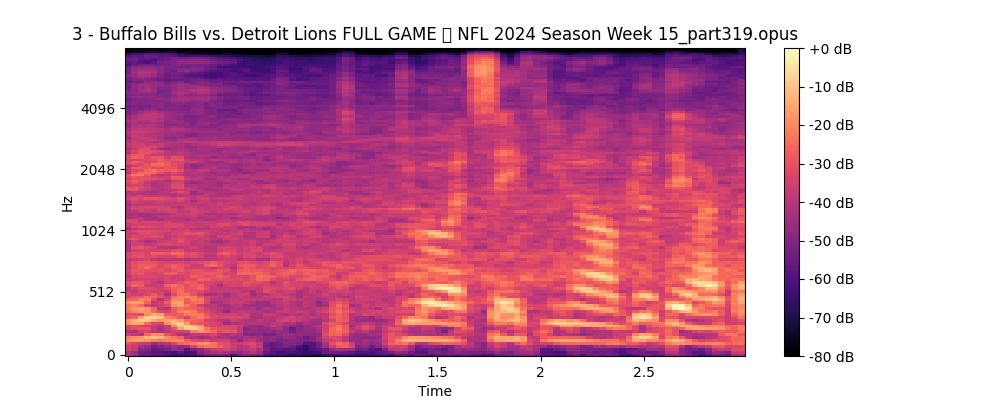 3 - Buffalo Bills vs. Detroit Lions FULL GAME ▯ NFL 2024 Season Week 15_part319.opus
+0 dB
4096
-10 dB
-20 dB
2048
-30 dB
Hz
1024
-40 dB
-50 dB
512
-60 dB
-70 dB
0
-80 dB
0
0.5
1
1.5
2
2.5
Time